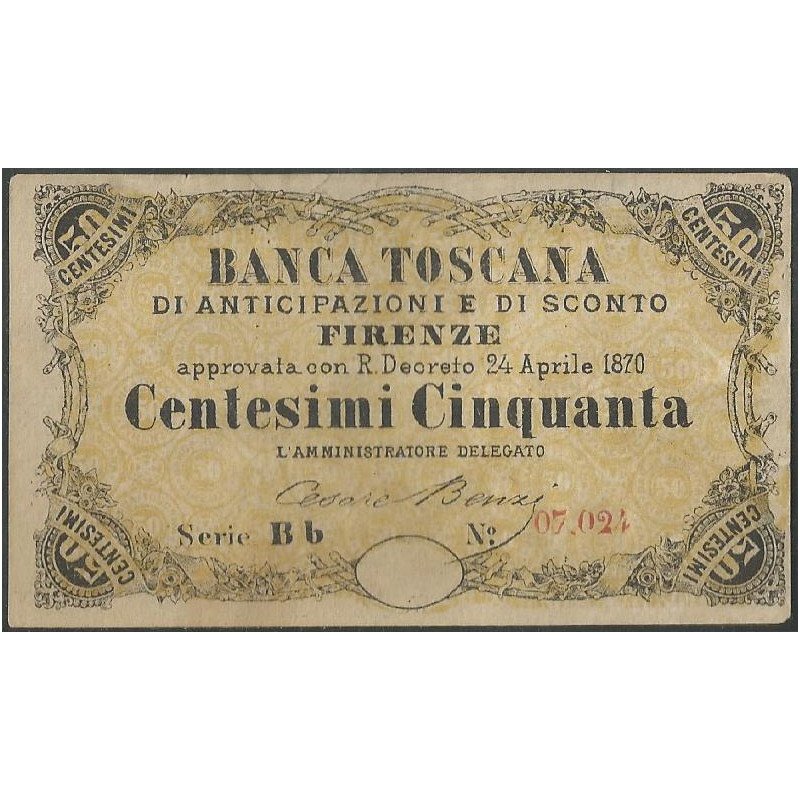 50 CENTESIMI
50 CENTESIMI
BANCA TOSCANA
DI ANTICIPAZIONI E DI SCONTO
FIRENZE
approvata con R. Decreto 24 Aprile 1870
Centesimi Cinquanta
L'AMMINISTRATORE DELEGATO
Cesare Benzi
Serie Bb Nº 07.024
50 CENTESIMI
50 CENTESIMI